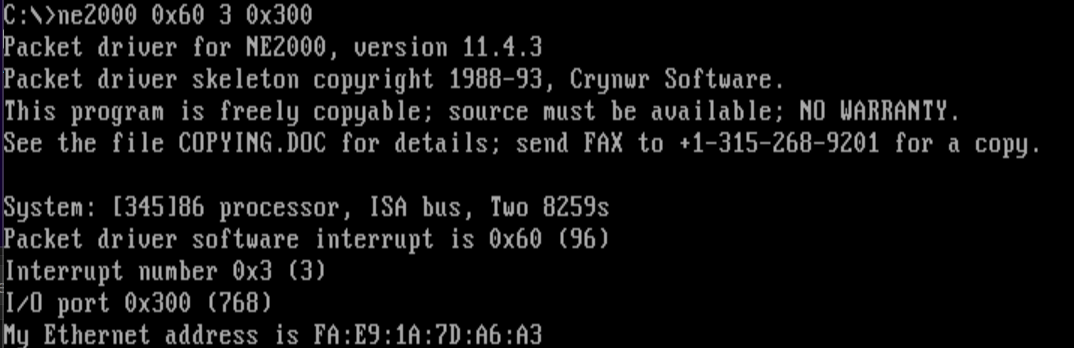 C:\>ne2000 0x60 3 0x300
Packet driver for NE2000, version 11.4.3
Packet driver skeleton copyright 1988-93, Crynwr Software.
This program is freely copyable; source must be available; NO WARRANTY.
See the file COPYING.DOC for details; send FAX to +1-315-268-9201 for a copy.
System: [345]86 processor, ISA bus, Two 8259s
Packet driver software interrupt is 0x60 (96)
Interrupt number 0x3 (3)
I/O port 0x300 (768)
My Ethernet address is FA:E9:1A:7D:A6:A3